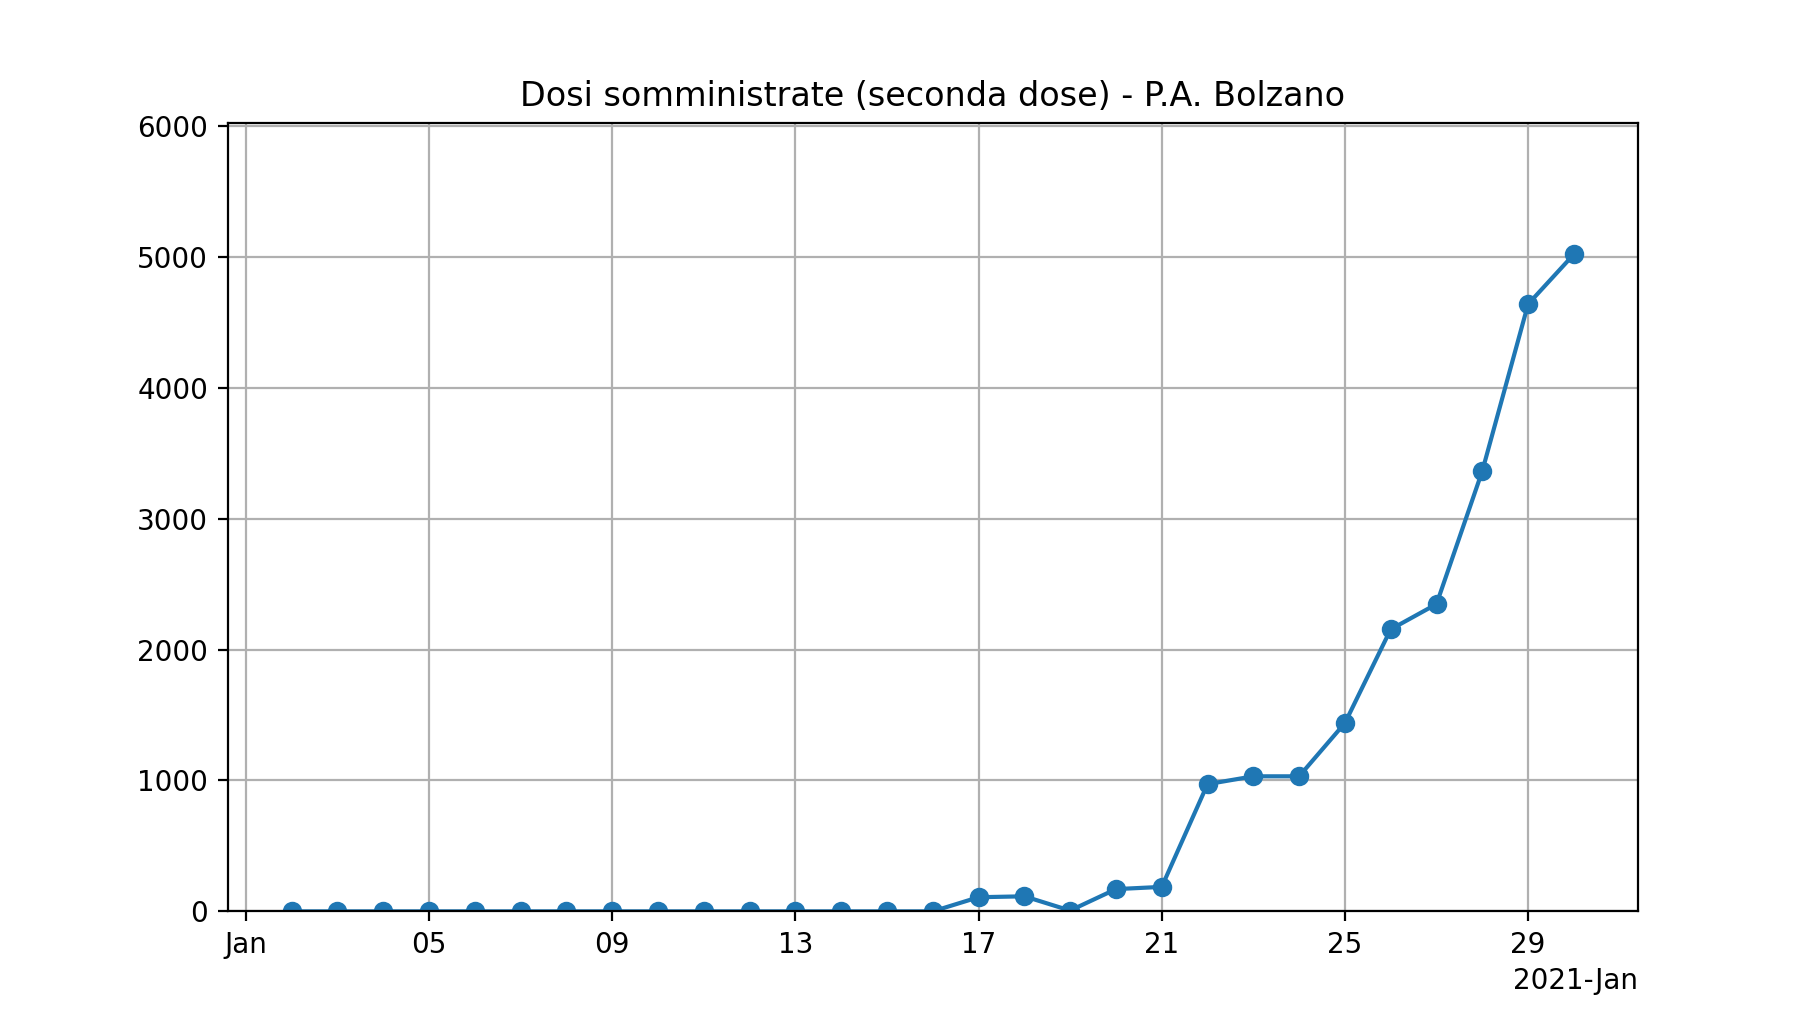 Dosi somministrate (seconda dose) - P.A. Bolzano
6000
5000
4000
3000
2000
1000
0
Jan 05 09 13 17 21 25 29
2021-Jan